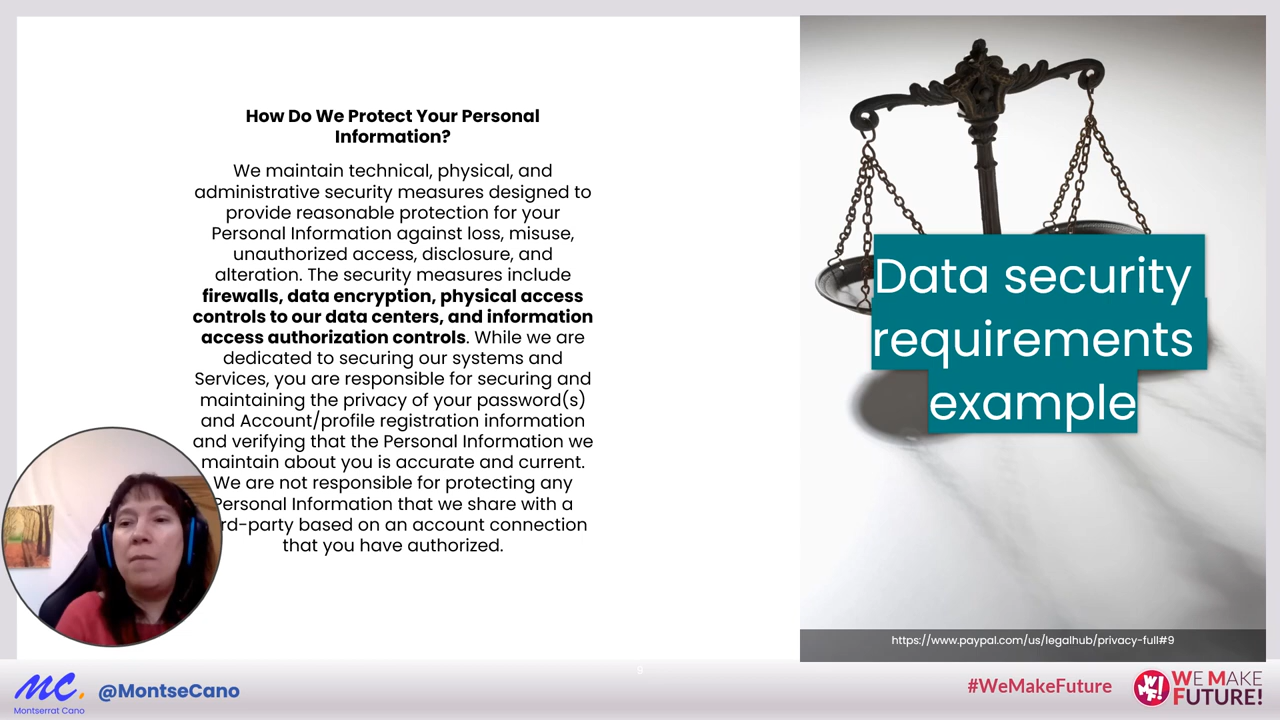 How Do We Protect Your Personal
Information?
We maintain technical, physical, and
administrative security measures designed to
provide reasonable protection for your
Personal Information against loss, misuse,
unauthorized access, disclosure, and
alteration. The security measures include
firewalls, data encryption, physical access
controls to our data centers, and information
access authorization controls. While we are
dedicated to securing our systems and
Services, you are responsible for securing and
maintaining the privacy of your password(s)
and Account/profile registration information
and verifying that the Personal Information we
maintain about you is accurate and current.
We are not responsible for protecting any
Personal Information that we share with a
rd-party based on an account connection
that you have authorized.
Data security
requirements
example
https://www.paypal.com/us/legalhub/privacy-full#9
9
MC.
Montserrat Cano
@MontseCano
#WeMakeFuture
WE MAKE
FUTURE!